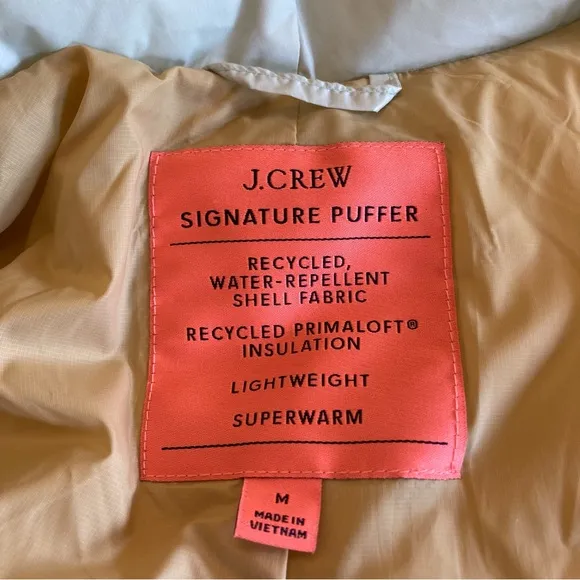 J.CREW
SIGNATURE PUFFER
RECYCLED,
WATER-REPELLENT
SHELL FABRIC
RECYCLED PRIMALOFT®
INSULATION
LIGHTWEIGHT
SUPERWARM
M
MADE IN
VIETNAM